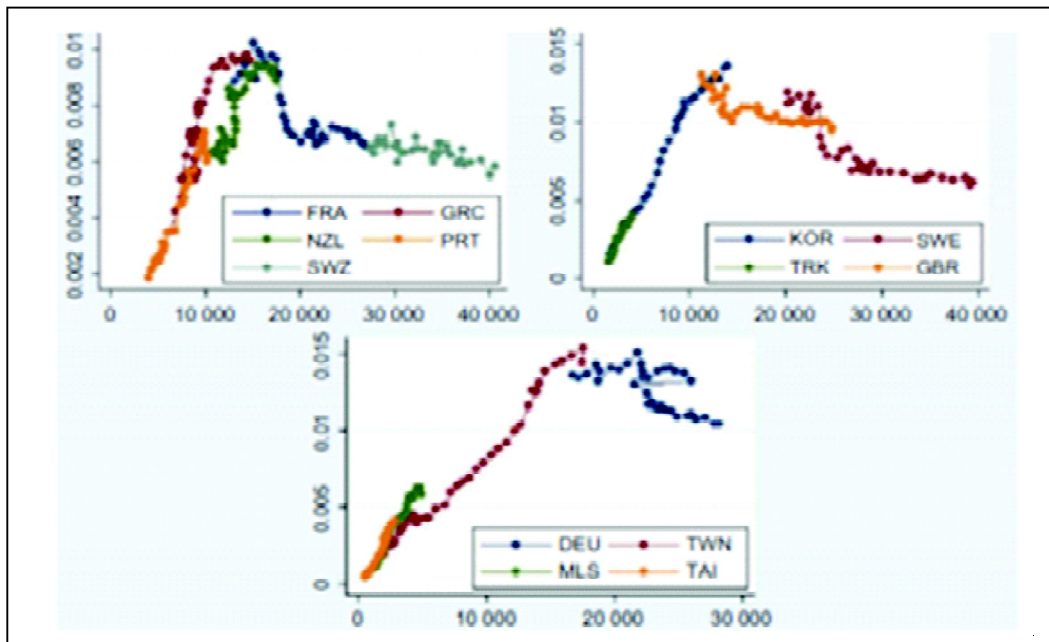 0.01
0.008
0.006
0.004
0.002
FRA GRC
NZL PRT
SWZ
0 10 000 20 000 30 000 40 000
0.015
0.01
0.005
0
KOR SWE
TRK GBR
0 10 000 20 000 30 000 40 000
0.015
0.01
0.005
0
DEU TWN
MLS TAI
0 10 000 20 000 30 000